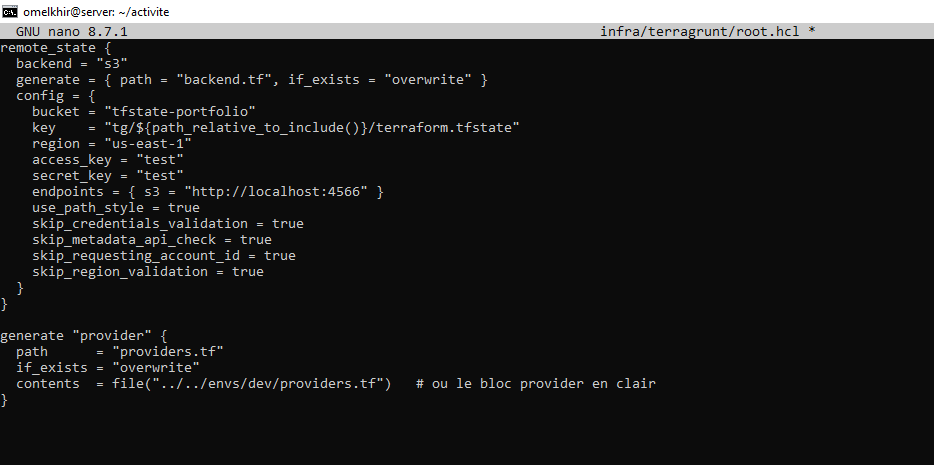 omelkhir@server: ~/activite
GNU nano 8.7.1 infra/terragrunt/root.hcl *
remote_state {
  backend = "s3"
  generate = { path = "backend.tf", if_exists = "overwrite" }
  config = {
    bucket = "tfstate-portfolio"
    key    = "tg/${path_relative_to_include()}/terraform.tfstate"
    region = "us-east-1"
    access_key = "test"
    secret_key = "test"
    endpoints = { s3 = "http://localhost:4566" }
    use_path_style = true
    skip_credentials_validation = true
    skip_metadata_api_check = true
    skip_requesting_account_id = true
    skip_region_validation = true
  }
}

generate "provider" {
  path      = "providers.tf"
  if_exists = "overwrite"
  contents  = file("../../envs/dev/providers.tf")   # ou le bloc provider en clair
}